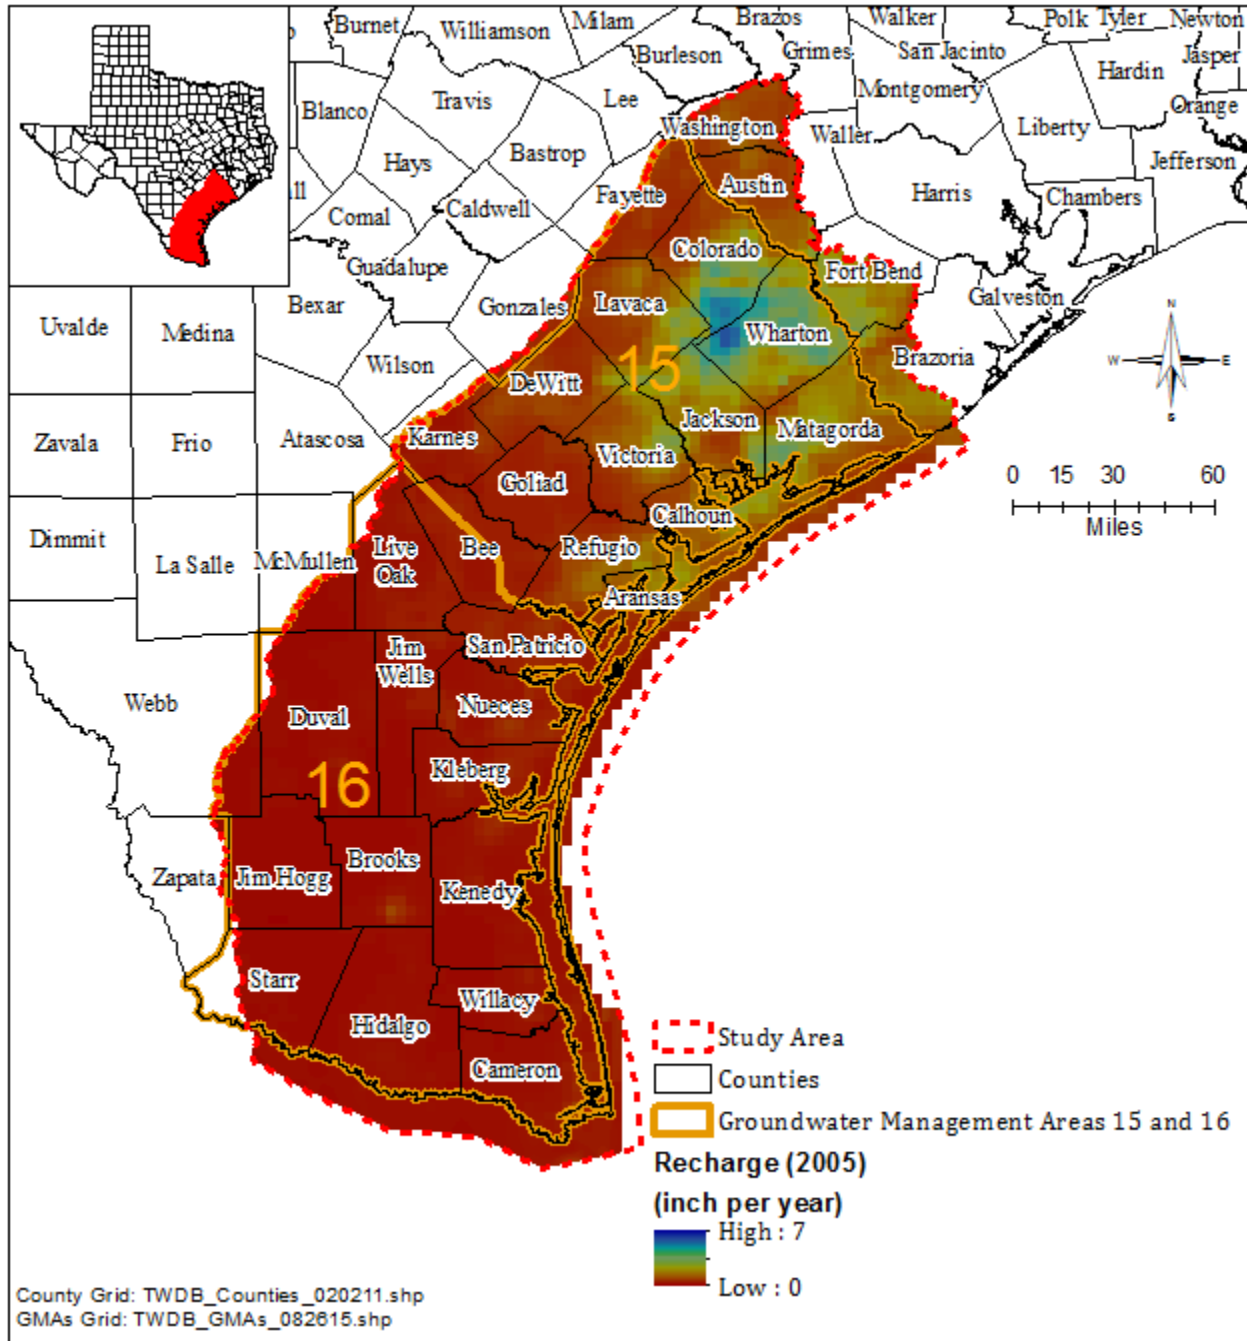 Burnet
Williamson
Milam
Brazos
Walker
Polk
Tyler
Newton
Burleson
Grimes
San Jacinto
Jasper
Hardin
Blanco
Travis
Lee
Montgomery
Orange
Washington
Waller
Liberty
Hays
Bastrop
Jefferson
Austin
Harris
Chambers
all
Comal
Caldwell
Fayette
Colorado
Guadalupe
Fort Bend
Bexar
Gonzales
Lavaca
Galveston
N
Uvalde
Medina
Wharton
Wilson
15
Brazoria
W
E
DeWitt
S
Zavala
Frio
Atascosa
Karnes
Jackson
Matagorda
Victoria
Goliad
0 15 30 60
Miles
Calhoun
Dimmit
La Salle
McMullen
Live
Oak
Bee
Refugio
Aransas
San Patricio
Jim
Wells
Webb
Duval
Nueces
16
Kleberg
Zapata
Jim Hogg
Brooks
Kenedy
Starr
Willacy
Hidalgo
Cameron
Study Area
Counties
Groundwater Management Areas 15 and 16
Recharge (2005)
(inch per year)
High : 7
Low : 0
County Grid: TWDB_Counties_020211.shp
GMAs Grid: TWDB_GMAs_082615.shp